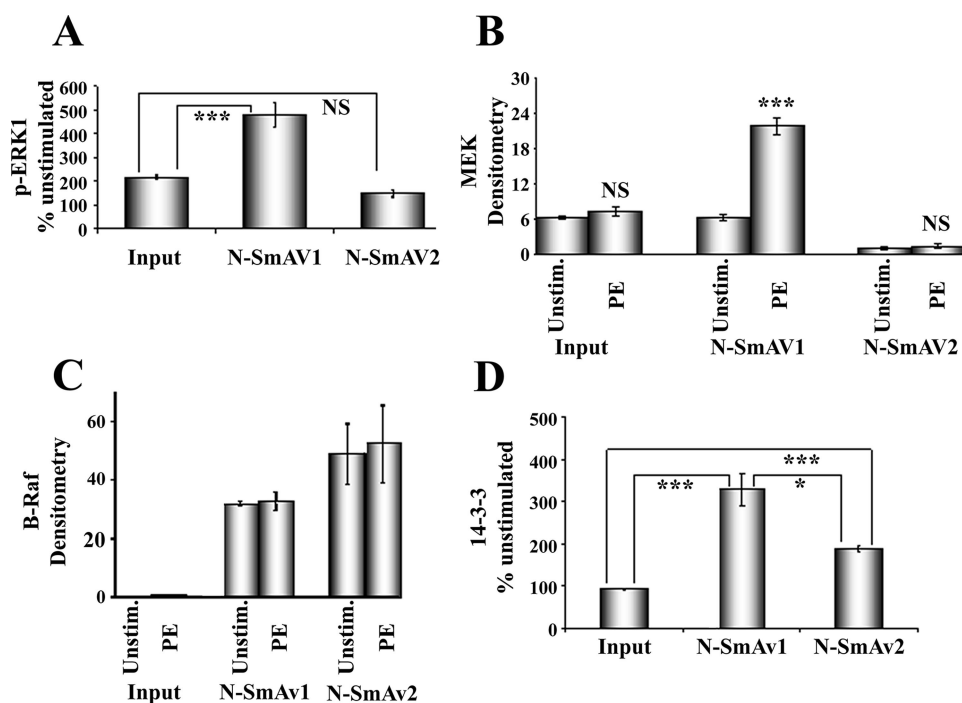 A
p-ERK1
% unstimulated
600
500
400
300
200
100
0
***
NS
Input N-SmAV1 N-SmAV2
B
MEK
Densitometry
30
24
18
12
6
0
NS
***
NS
Unstim. PE Unstim. PE Unstim. PE
Input N-SmAV1 N-SmAV2
C
B-Raf
Densitometry
60
40
20
0
Unstim. PE Unstim. PE Unstim. PE
Input N-SmAv1 N-SmAv2
D
14-3-3
% unstimulated
500
400
300
200
100
0
***
***
*
Input N-SmAv1 N-SmAv2